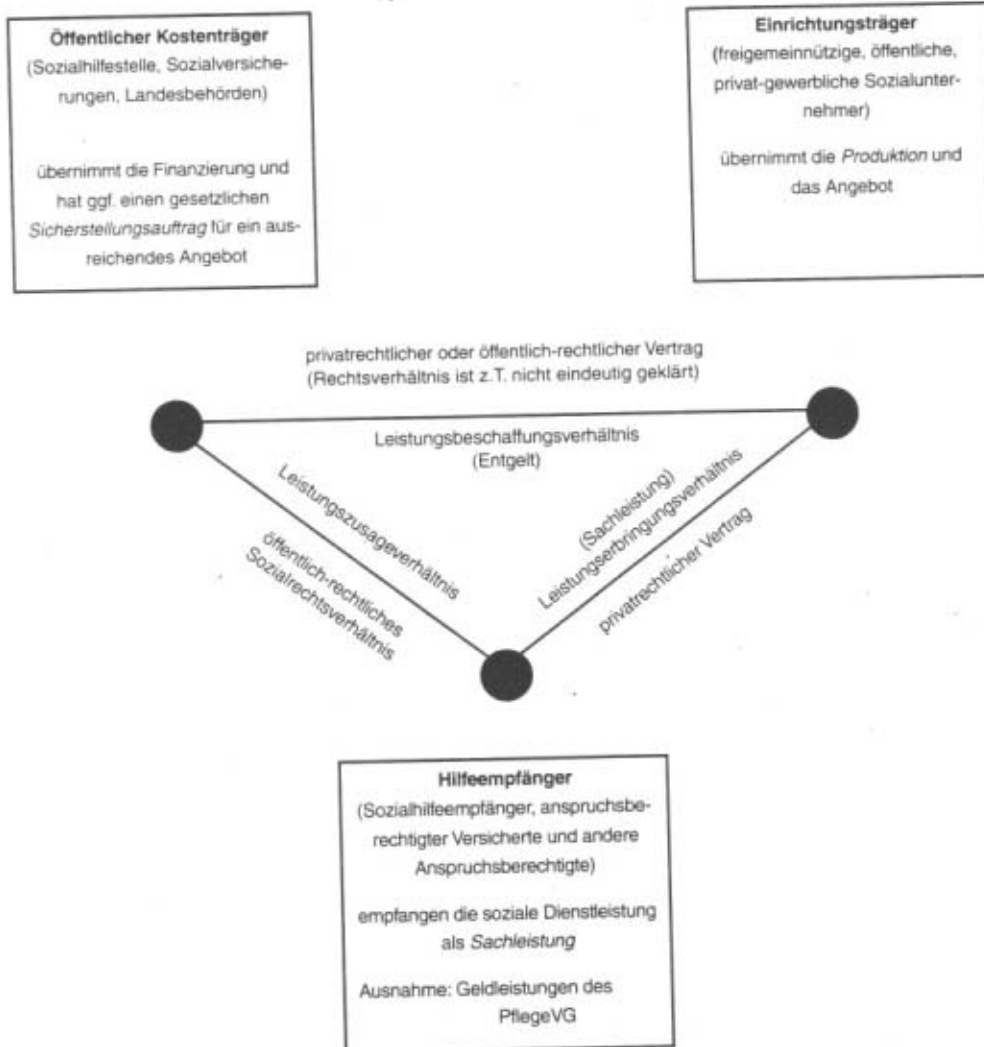 Öffentlicher Kostenträger
(Sozialhilfestelle, Sozialversiche-
rungen, Landesbehörden)
übernimmt die Finanzierung und
hat ggf. einen gesetzlichen
Sicherstellungsauftrag für ein aus-
reichendes Angebot
Einrichtungsträger
(freigemeinnützige, öffentliche,
privat-gewerbliche Sozialunter-
nehmer)
übernimmt die Produktion und
das Angebot
privatrechtlicher oder öffentlich-rechtlicher Vertrag
(Rechtsverhältnis ist z.T. nicht eindeutig geklärt)
Leistungsbeschaffungsverhältnis
(Entgelt)
Leistungszusageverhältnis
öffentlich-rechtliches
Sozialrechtsverhältnis
(Sachleistung)
Leistungserbringungsverhältnis
privatrechtlicher Vertrag
Hilfeempfänger
(Sozialhilfeempfänger, anspruchsbe-
rechtigter Versicherte und andere
Anspruchsberechtigte)
empfangen die soziale Dienstleistung
als Sachleistung
Ausnahme: Geldleistungen des
PflegeVG